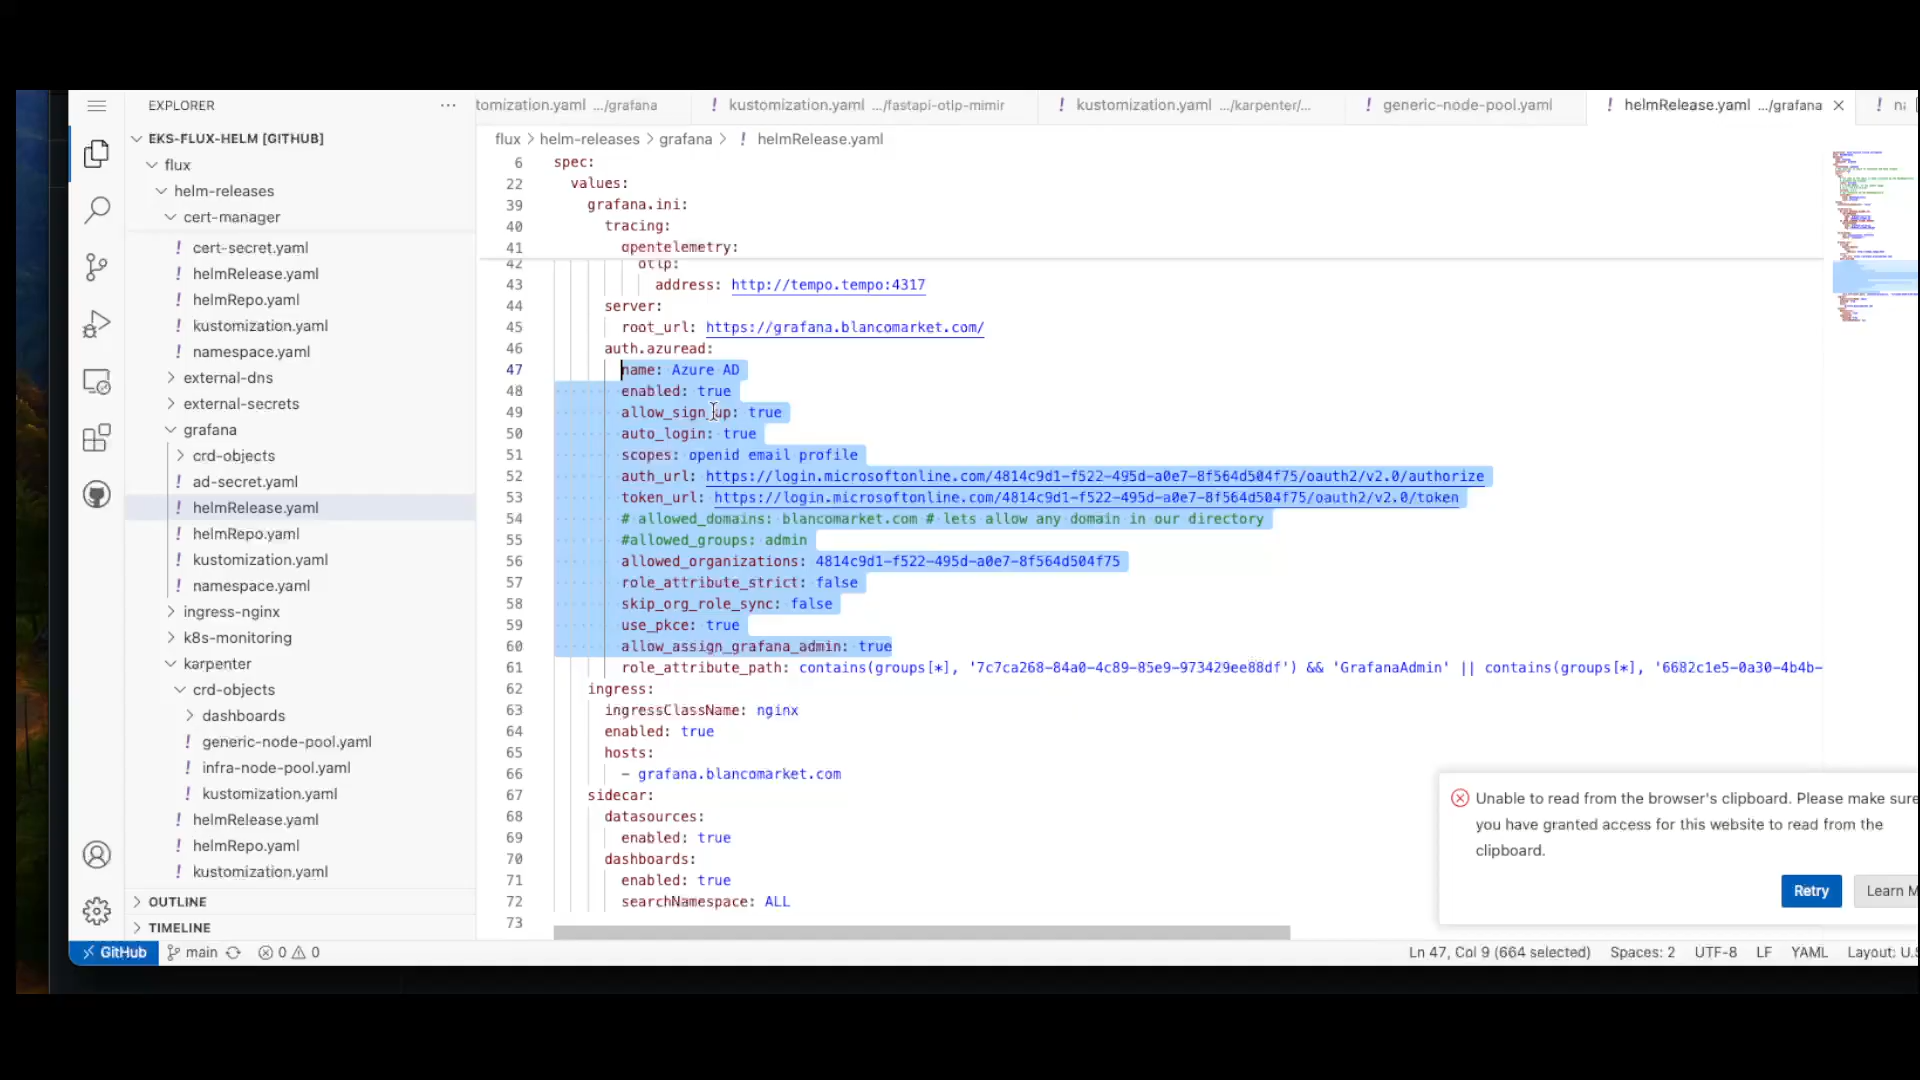 EXPLORER
EKS-FLUX-HELM [GITHUB]
flux
helm-releases
cert-manager
cert-secret.yaml
helmRelease.yaml
helmRepo.yaml
kustomization.yaml
namespace.yaml
external-dns
external-secrets
grafana
crd-objects
ad-secret.yaml
helmRelease.yaml
helmRepo.yaml
kustomization.yaml
namespace.yaml
ingress-nginx
k8s-monitoring
karpenter
crd-objects
dashboards
generic-node-pool.yaml
infra-node-pool.yaml
kustomization.yaml
helmRelease.yaml
helmRepo.yaml
kustomization.yaml
OUTLINE
TIMELINE
tomization.yaml .../grafana
! kustomization.yaml .../fastapi-otlp-mimir
! kustomization.yaml .../karpenter/...
! generic-node-pool.yaml
! helmRelease.yaml .../grafana
flux > helm-releases > grafana > ! helmRelease.yaml
6 spec:
22 values:
39 grafana.ini:
40 tracing:
41 opentelemetry:
42 otlp:
43 address: http://tempo.tempo:4317
44 server:
45 root_url: https://grafana.blancomarket.com/
46 auth.azuread:
47 name: Azure AD
48 enabled: true
49 allow_sign_up: true
50 auto_login: true
51 scopes: openid email profile
52 auth_url: https://login.microsoftonline.com/4814c9d1-f522-495d-a0e7-8f564d504f75/oauth2/v2.0/authorize
53 token_url: https://login.microsoftonline.com/4814c9d1-f522-495d-a0e7-8f564d504f75/oauth2/v2.0/token
54 # allowed_domains: blancomarket.com # lets allow any domain in our directory
55 #allowed_groups: admin
56 allowed_organizations: 4814c9d1-f522-495d-a0e7-8f564d504f75
57 role_attribute_strict: false
58 skip_org_role_sync: false
59 use_pkce: true
60 allow_assign_grafana_admin: true
61 role_attribute_path: contains(groups[*], '7c7ca268-84a0-4c89-85e9-973429ee88df') && 'GrafanaAdmin' || contains(groups[*], '6682c1e5-0a30-4b4b-
62 ingress:
63 ingressClassName: nginx
64 enabled: true
65 hosts:
66 - grafana.blancomarket.com
67 sidecar:
68 datasources:
69 enabled: true
70 dashboards:
71 enabled: true
72 searchNamespace: ALL
73
Unable to read from the browser's clipboard. Please make sure
you have granted access for this website to read from the
clipboard.
Retry
Learn M
GitHub
main
0 0
Ln 47, Col 9 (664 selected)
Spaces: 2
UTF-8
LF
YAML
Layout: U.S